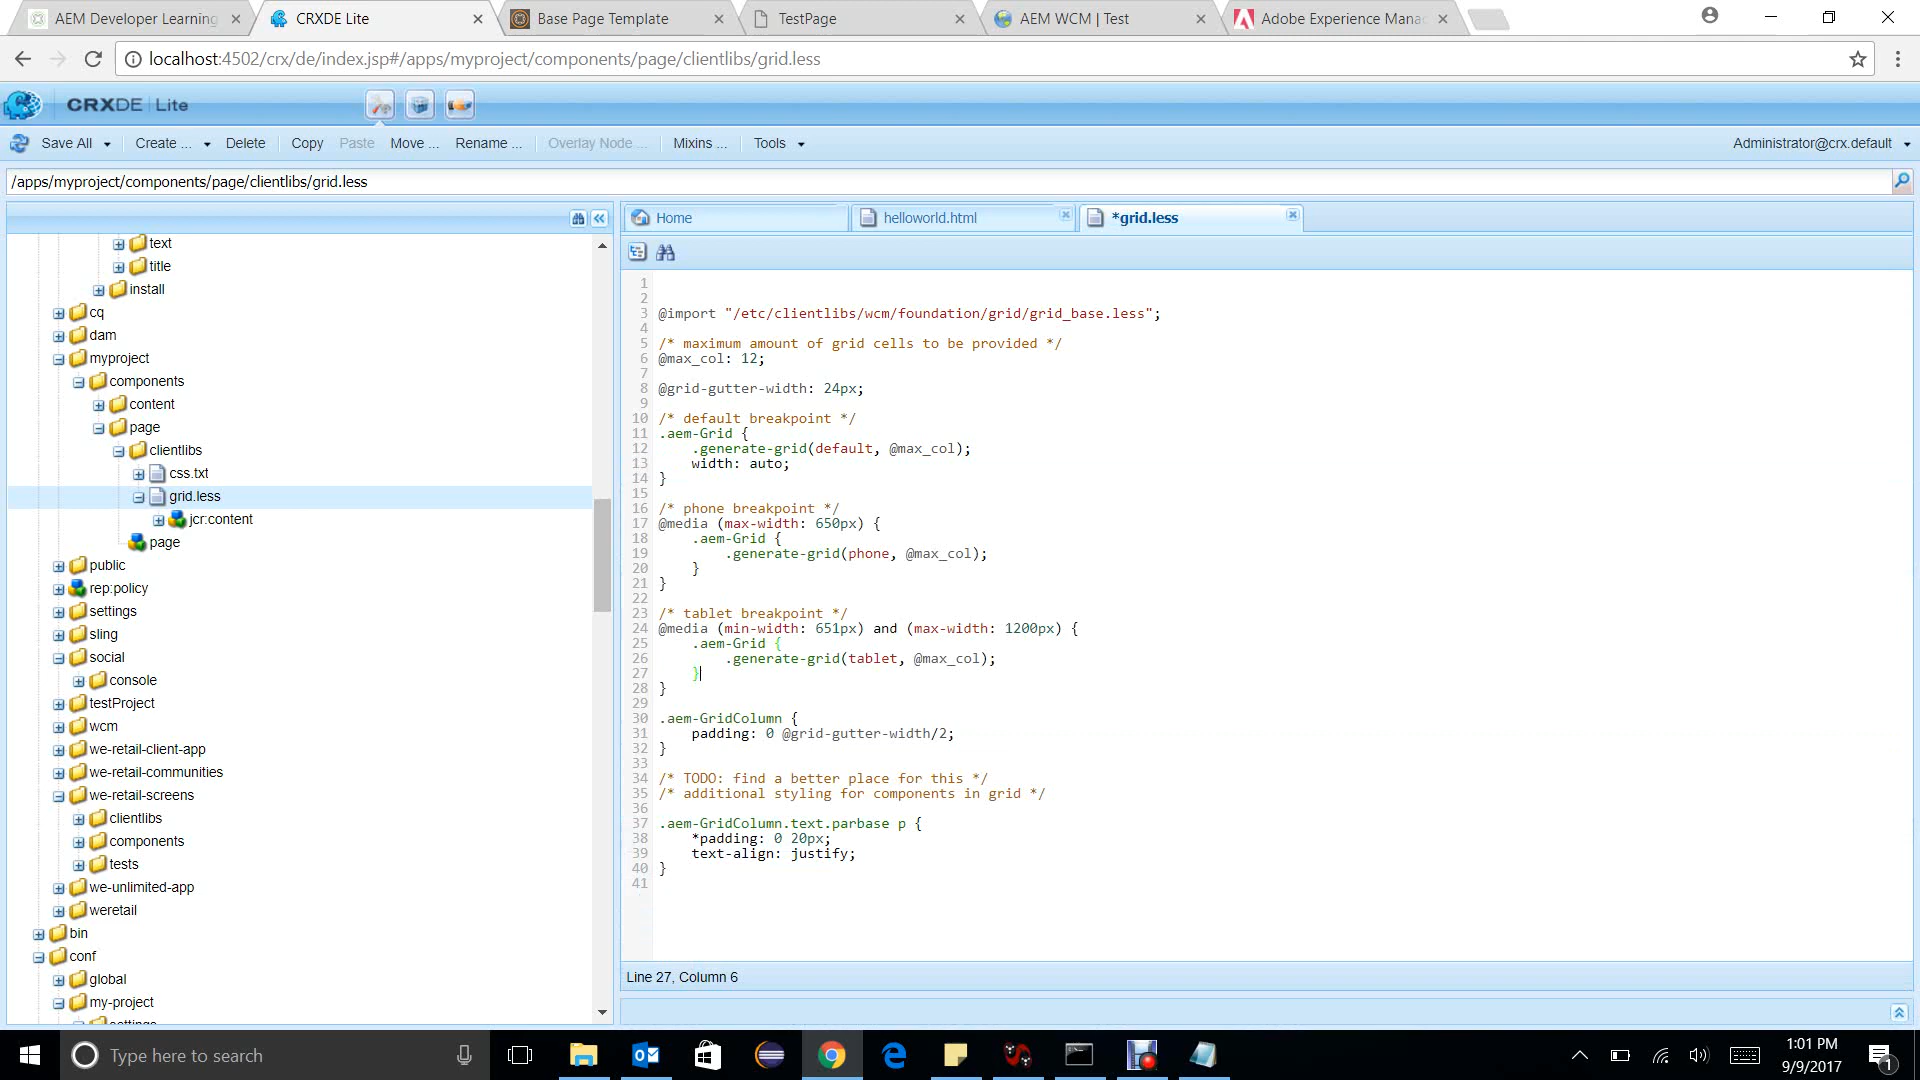 AEM Developer Learning
CRXDE Lite
Base Page Template
TestPage
AEM WCM | Test
Adobe Experience Mana
localhost:4502/crx/de/index.jsp#/apps/myproject/components/page/clientlibs/grid.less
CRXDE | Lite
Save All
Create ...
Delete
Copy
Paste
Move ...
Rename ...
Overlay Node ...
Mixins ...
Tools
Administrator@crx.default
/apps/myproject/components/page/clientlibs/grid.less
text
title
install
cq
dam
myproject
components
content
page
clientlibs
css.txt
grid.less
jcr:content
page
public
rep:policy
settings
sling
social
console
testProject
wcm
we-retail-client-app
we-retail-communities
we-retail-screens
clientlibs
components
tests
we-unlimited-app
weretail
bin
conf
global
my-project
settings
Home
helloworld.html
*grid.less
1
2
3 @import "/etc/clientlibs/wcm/foundation/grid/grid_base.less";
4
5 /* maximum amount of grid cells to be provided */
6 @max_col: 12;
7
8 @grid-gutter-width: 24px;
9
10 /* default breakpoint */
11 .aem-Grid {
12 .generate-grid(default, @max_col);
13 width: auto;
14 }
15
16 /* phone breakpoint */
17 @media (max-width: 650px) {
18 .aem-Grid {
19 .generate-grid(phone, @max_col);
20 }
21 }
22
23 /* tablet breakpoint */
24 @media (min-width: 651px) and (max-width: 1200px) {
25 .aem-Grid {
26 .generate-grid(tablet, @max_col);
27 }
28 }
29
30 .aem-GridColumn {
31 padding: 0 @grid-gutter-width/2;
32 }
33
34 /* TODO: find a better place for this */
35 /* additional styling for components in grid */
36
37 .aem-GridColumn.text.parbase p {
38 *padding: 0 20px;
39 text-align: justify;
40 }
41
Line 27, Column 6
Type here to search
1:01 PM
9/9/2017
1